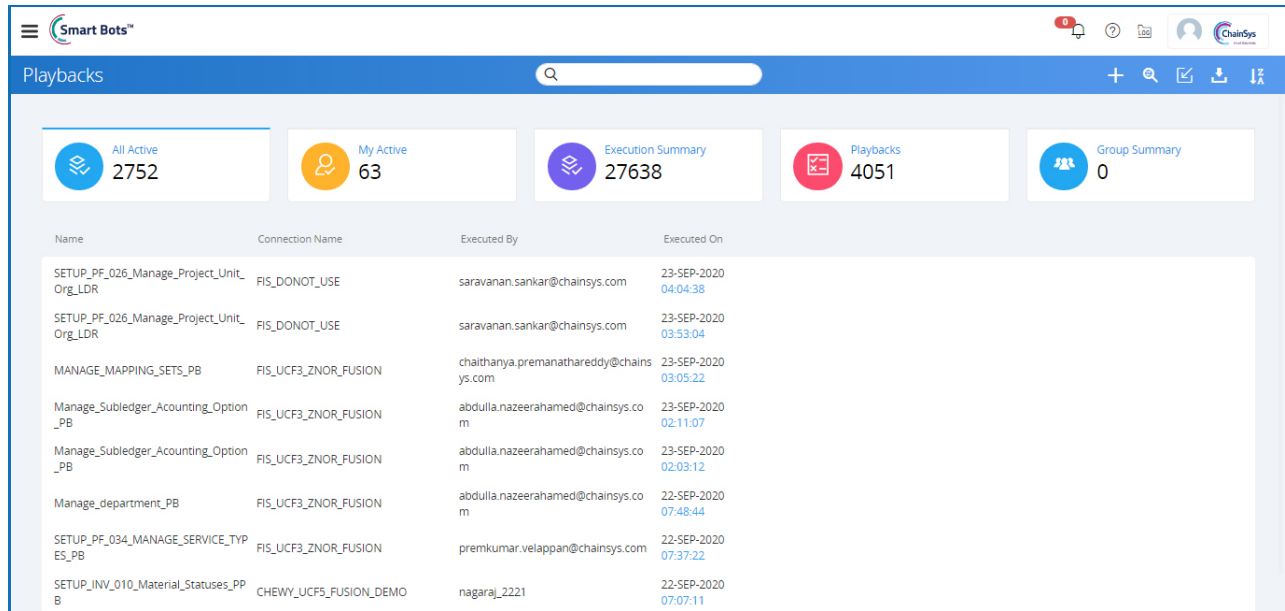 0
Smart Bots™
LOG
ChainSys
Playbacks
All Active
2752
My Active
63
Execution Summary
27638
Playbacks
4051
Group Summary
0
Name Connection Name Executed By Executed On
SETUP_PF_026_Manage_Project_Unit_
Org_LDR
FIS_DONOT_USE
saravanan.sankar@chainsys.com
23-SEP-2020
04:04:38
SETUP_PF_026_Manage_Project_Unit_
Org_LDR
FIS_DONOT_USE
saravanan.sankar@chainsys.com
23-SEP-2020
03:53:04
MANAGE_MAPPING_SETS_PB
FIS_UCF3_ZNOR_FUSION
chaithanya.premanathareddy@chains
ys.com
23-SEP-2020
03:05:22
Manage_Subledger_Acounting_Option
_PB
FIS_UCF3_ZNOR_FUSION
abdulla.nazeerahamed@chainsys.co
m
23-SEP-2020
02:11:07
Manage_Subledger_Acounting_Option
_PB
FIS_UCF3_ZNOR_FUSION
abdulla.nazeerahamed@chainsys.co
m
23-SEP-2020
02:03:12
Manage_department_PB
FIS_UCF3_ZNOR_FUSION
abdulla.nazeerahamed@chainsys.co
m
22-SEP-2020
07:48:44
SETUP_PF_034_MANAGE_SERVICE_TYP
ES_PB
FIS_UCF3_ZNOR_FUSION
premkumar.velappan@chainsys.com
22-SEP-2020
07:37:22
SETUP_INV_010_Material_Statuses_PP
B
CHEWY_UCF5_FUSION_DEMO
nagaraj_2221
22-SEP-2020
07:07:11